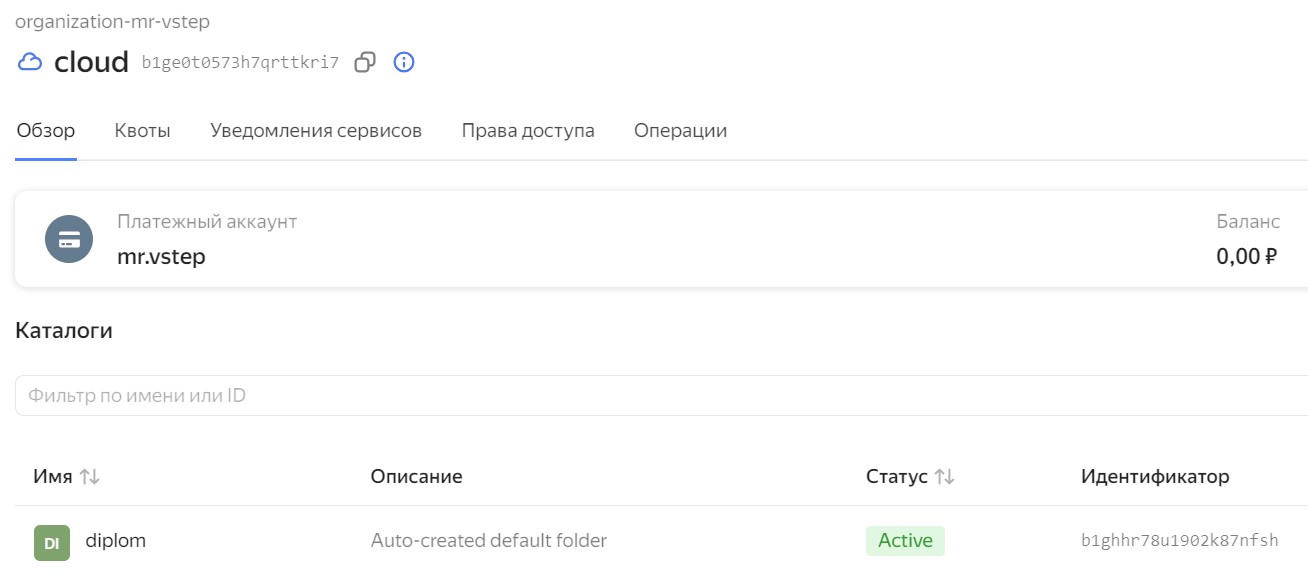 organization-mr-vstep
cloud b1ge0t0573h7qrttkri7
Обзор Квоты Уведомления сервисов Права доступа Операции
Платежный аккаунт Баланс
mr.vstep 0,00 ₽
Каталоги
Фильтр по имени или ID
Имя Описание Статус Идентификатор
DI diplom Auto-created default folder Active b1ghhr78u1902k87nfsh